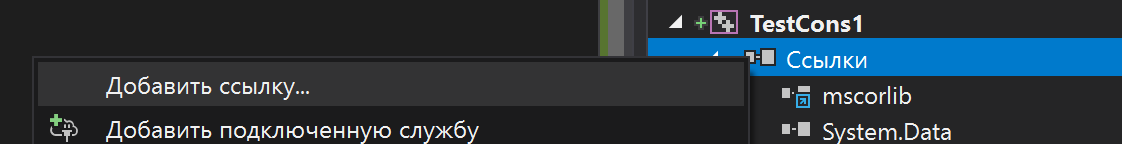 TestCons1
Ссылки
Добавить ссылку...
mscorlib
Добавить подключенную службу
System.Data